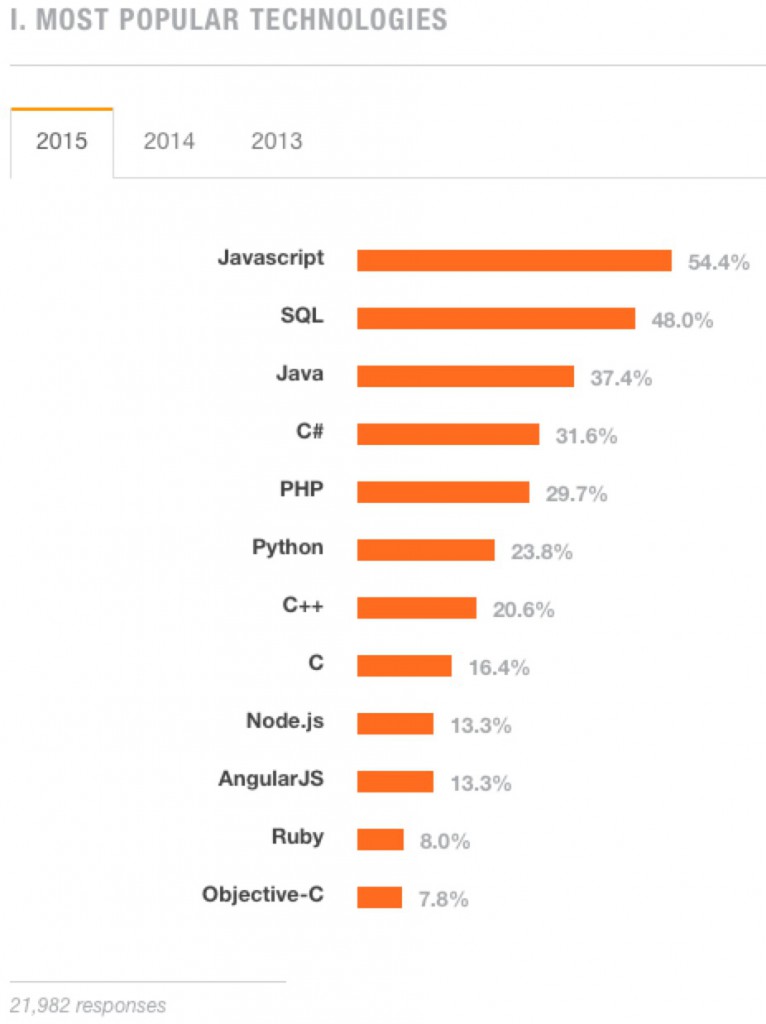 I. MOST POPULAR TECHNOLOGIES
2015 2014 2013
Javascript 54.4%
SQL 48.0%
Java 37.4%
C# 31.6%
PHP 29.7%
Python 23.8%
C++ 20.6%
C 16.4%
Node.js 13.3%
AngularJS 13.3%
Ruby 8.0%
Objective-C 7.8%
21,982 responses